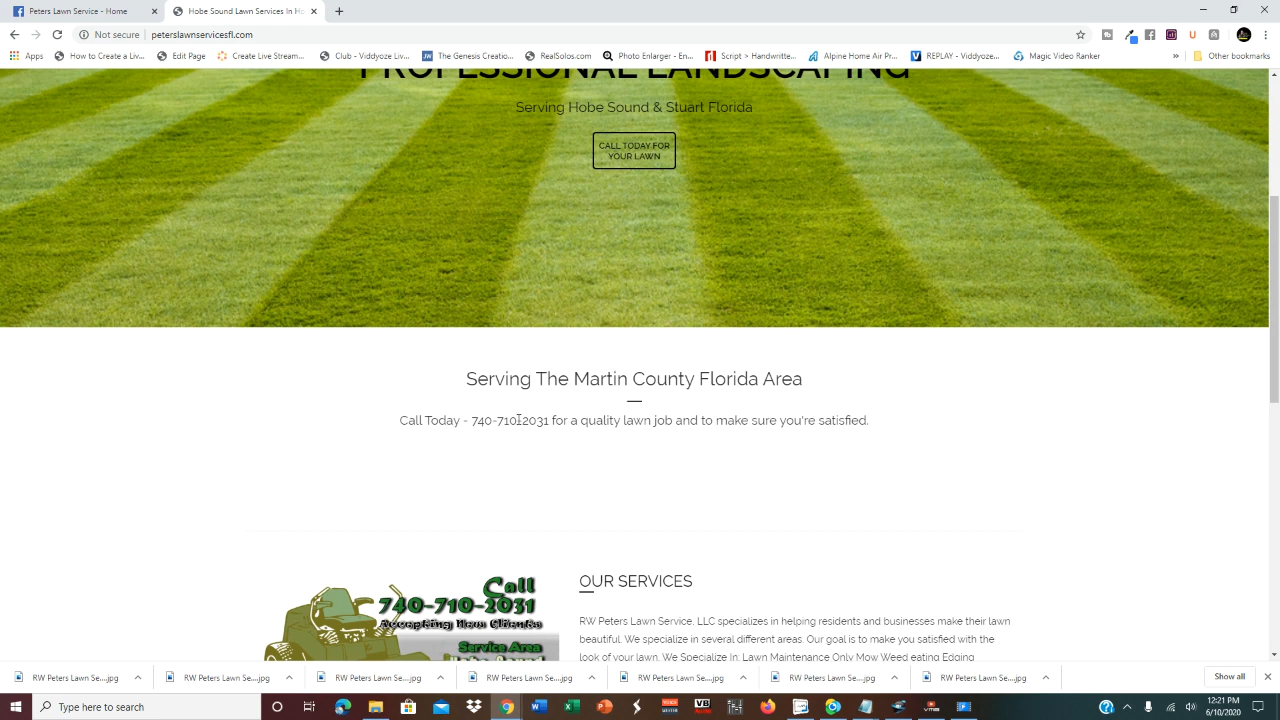 Peters Lawn Services - Home
Hobe Sound Lawn Services In Ho
Not secure
peterslawnservicesfl.com
Apps
How to Create a Liv...
Edit Page
Create Live Stream...
Club - Viddyoze...
The Genesis Creatio...
RealSolos.com
Photo Enlarger - En...
Script > Handwritte...
Alpine Home Air Pr...
REPLAY - Viddyoze...
Magic Video Ranker
»
Other bookmarks
PROFESSIONAL LANDSCAPING
Serving Hobe Sound & Stuart Florida
CALL TODAY FOR
YOUR LAWN
Serving The Martin County Florida Area
Call Today - 740-710-2031 for a quality lawn job and to make sure you're satisfied.
Call
740-710-2031
Accepting New Clients
Service Area
Hobe Sound
OUR SERVICES
RW Peters Lawn Service, LLC specializes in helping residents and businesses make their lawn
beautiful. We specialize in several different areas. Our goal is to make you satisfied with the
look of your lawn. We Specialize In: Lawn Maintenance Only Mow Weed eating Edging
RW Peters Lawn Se....jpg
RW Peters Lawn Se....jpg
RW Peters Lawn Se....jpg
RW Peters Lawn Se....jpg
RW Peters Lawn Se....jpg
RW Peters Lawn Se....jpg
RW Peters Lawn Se....jpg
Show all
Type here to search
12:21 PM
6/10/2020